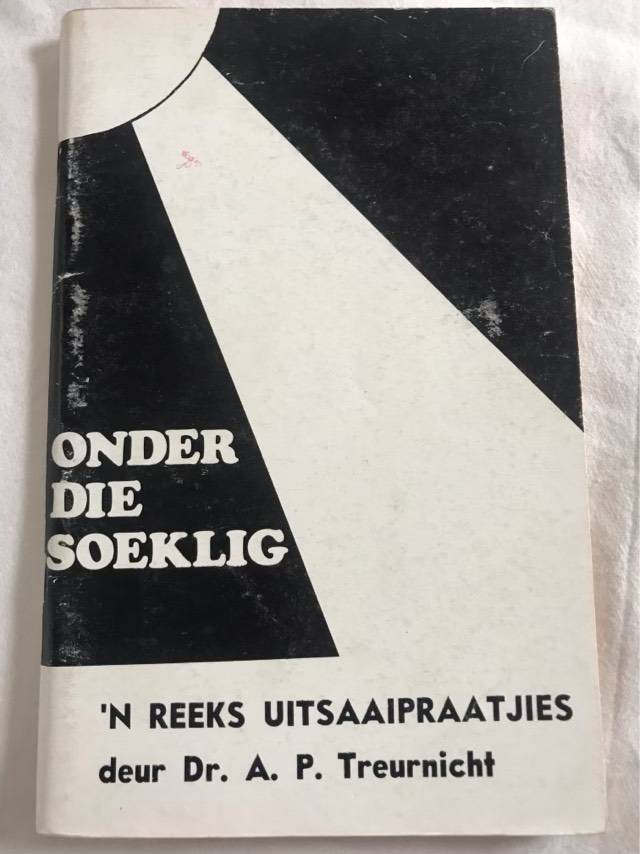 ONDER
DIE
SOEKLIG
'N REEKS UITSAAIPRAATJIES
deur Dr. A. P. Treurnicht